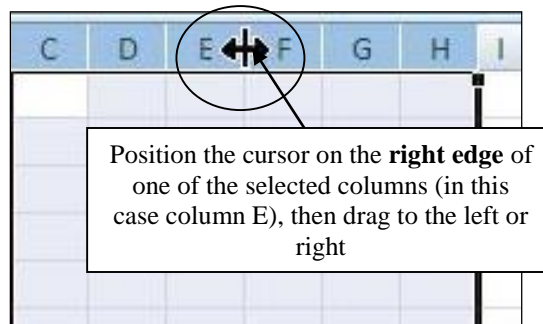 C D E F G H I
Position the cursor on the right edge of
one of the selected columns (in this
case column E), then drag to the left or
right